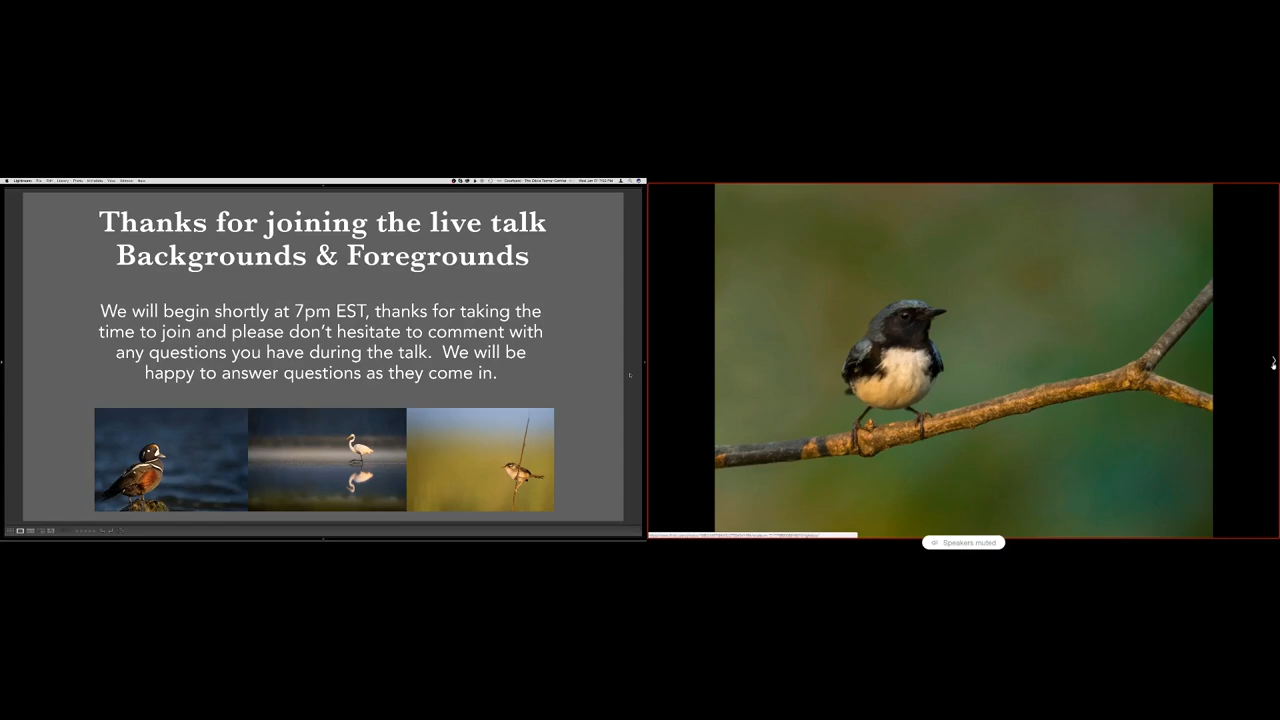 Thanks for joining the live talk
Backgrounds & Foregrounds
We will begin shortly at 7pm EST, thanks for taking the
time to join and please don't hesitate to comment with
any questions you have during the talk.  We will be
happy to answer questions as they come in.
Speakers muted